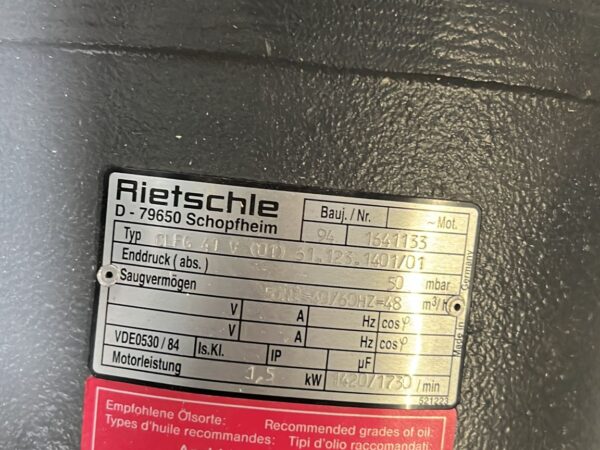 Rietschle
D - 79650 Schopfheim
Bauj. / Nr. ~ Mot.
94 1641133
Typ 41 V
Enddruck ( abs. ) 50 mbar
Saugvermögen m³/h
V A Hz cos φ
V A Hz cos φ
VDE0530 / 84 Is.Kl. IP µF
Motorleistung 1,5 kW 1420/1730 /min
Made in Germany
621223
Empfohlene Ölsorte: Recommended grades of oil:
Types d'huile recommandes: Tipi d'olio raccomandati: